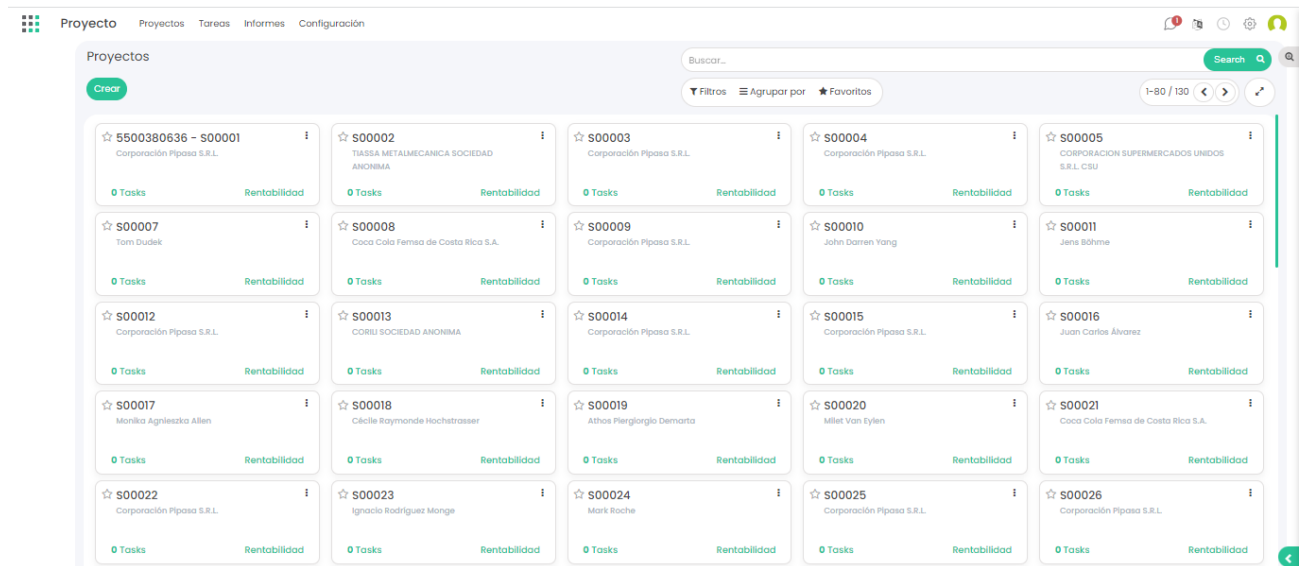 Proyecto Proyectos Tareas Informes Configuración 1
Proyectos
Buscar... Search
Crear
Filtros Agrupar por Favoritos 1-80 / 130
5500380636 - S00001
Corporación Pipasa S.R.L.
0 Tasks Rentabilidad
S00002
TIASSA METALMECANICA SOCIEDAD
ANONIMA
0 Tasks Rentabilidad
S00003
Corporación Pipasa S.R.L.
0 Tasks Rentabilidad
S00004
Corporación Pipasa S.R.L.
0 Tasks Rentabilidad
S00005
CORPORACION SUPERMERCADOS UNIDOS
S.R.L. CSU
0 Tasks Rentabilidad
S00007
Tom Dudek
0 Tasks Rentabilidad
S00008
Coca Cola Femsa de Costa Rica S.A.
0 Tasks Rentabilidad
S00009
Corporación Pipasa S.R.L.
0 Tasks Rentabilidad
S00010
John Darren Yang
0 Tasks Rentabilidad
S00011
Jens Böhme
0 Tasks Rentabilidad
S00012
Corporación Pipasa S.R.L.
0 Tasks Rentabilidad
S00013
CORILI SOCIEDAD ANONIMA
0 Tasks Rentabilidad
S00014
Corporación Pipasa S.R.L.
0 Tasks Rentabilidad
S00015
Corporación Pipasa S.R.L.
0 Tasks Rentabilidad
S00016
Juan Carlos Álvarez
0 Tasks Rentabilidad
S00017
Monika Agnieszka Allen
0 Tasks Rentabilidad
S00018
Cécile Raymonde Hochstrasser
0 Tasks Rentabilidad
S00019
Athos Piergiorgio Demarta
0 Tasks Rentabilidad
S00020
Milet Van Eylen
0 Tasks Rentabilidad
S00021
Coca Cola Femsa de Costa Rica S.A.
0 Tasks Rentabilidad
S00022
Corporación Pipasa S.R.L.
0 Tasks Rentabilidad
S00023
Ignacio Rodríguez Monge
0 Tasks Rentabilidad
S00024
Mark Roche
0 Tasks Rentabilidad
S00025
Corporación Pipasa S.R.L.
0 Tasks Rentabilidad
S00026
Corporación Pipasa S.R.L.
0 Tasks Rentabilidad